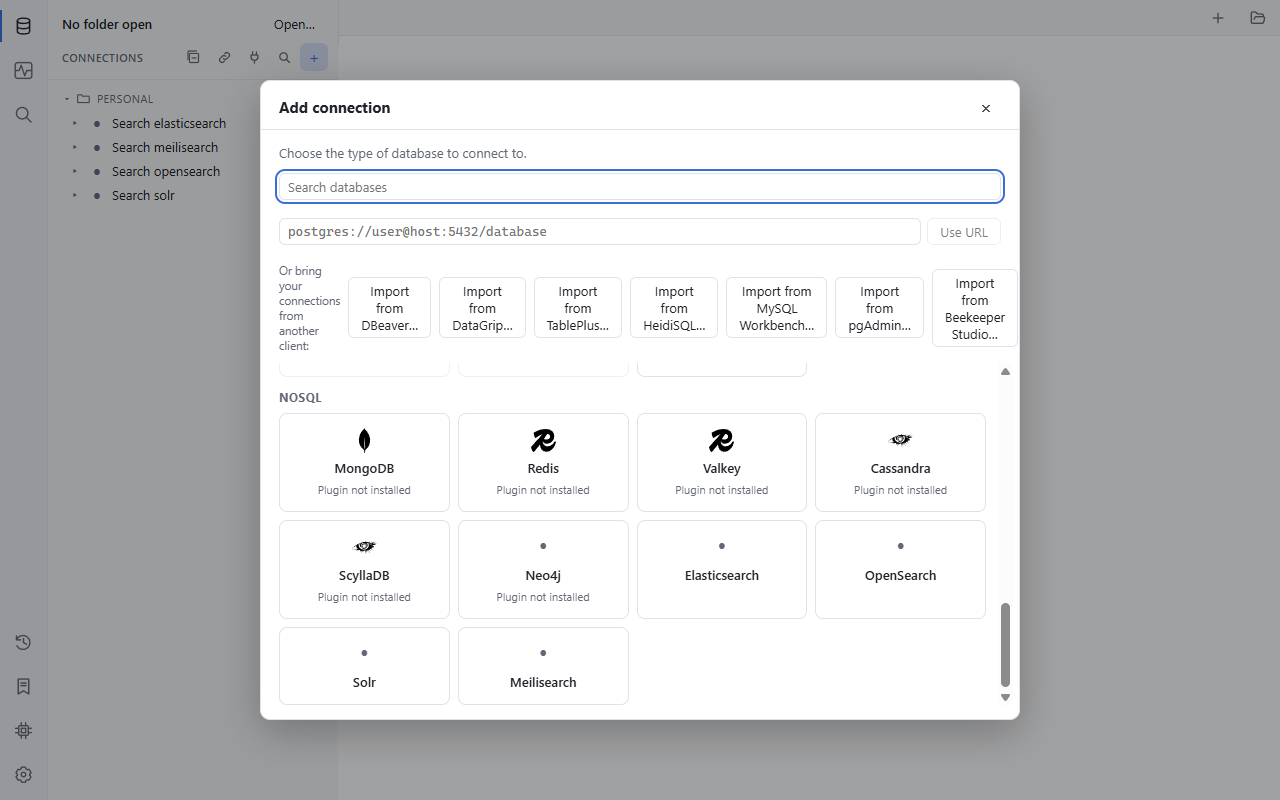 No folder open
Open...
CONNECTIONS
PERSONAL
Search elasticsearch
Search meilisearch
Search opensearch
Search solr
Add connection
Choose the type of database to connect to.
Search databases
postgres://user@host:5432/database
Use URL
Or bring
your
connections
from
another
client:
Import
from
DBeaver...
Import
from
DataGrip...
Import
from
TablePlus...
Import
from
HeidiSQL...
Import from
MySQL
Workbench...
Import
from
pgAdmin...
Import
from
Beekeeper
Studio...
NOSQL
MongoDB
Plugin not installed
Redis
Plugin not installed
Valkey
Plugin not installed
Cassandra
Plugin not installed
ScyllaDB
Plugin not installed
Neo4j
Plugin not installed
Elasticsearch
OpenSearch
Solr
Meilisearch